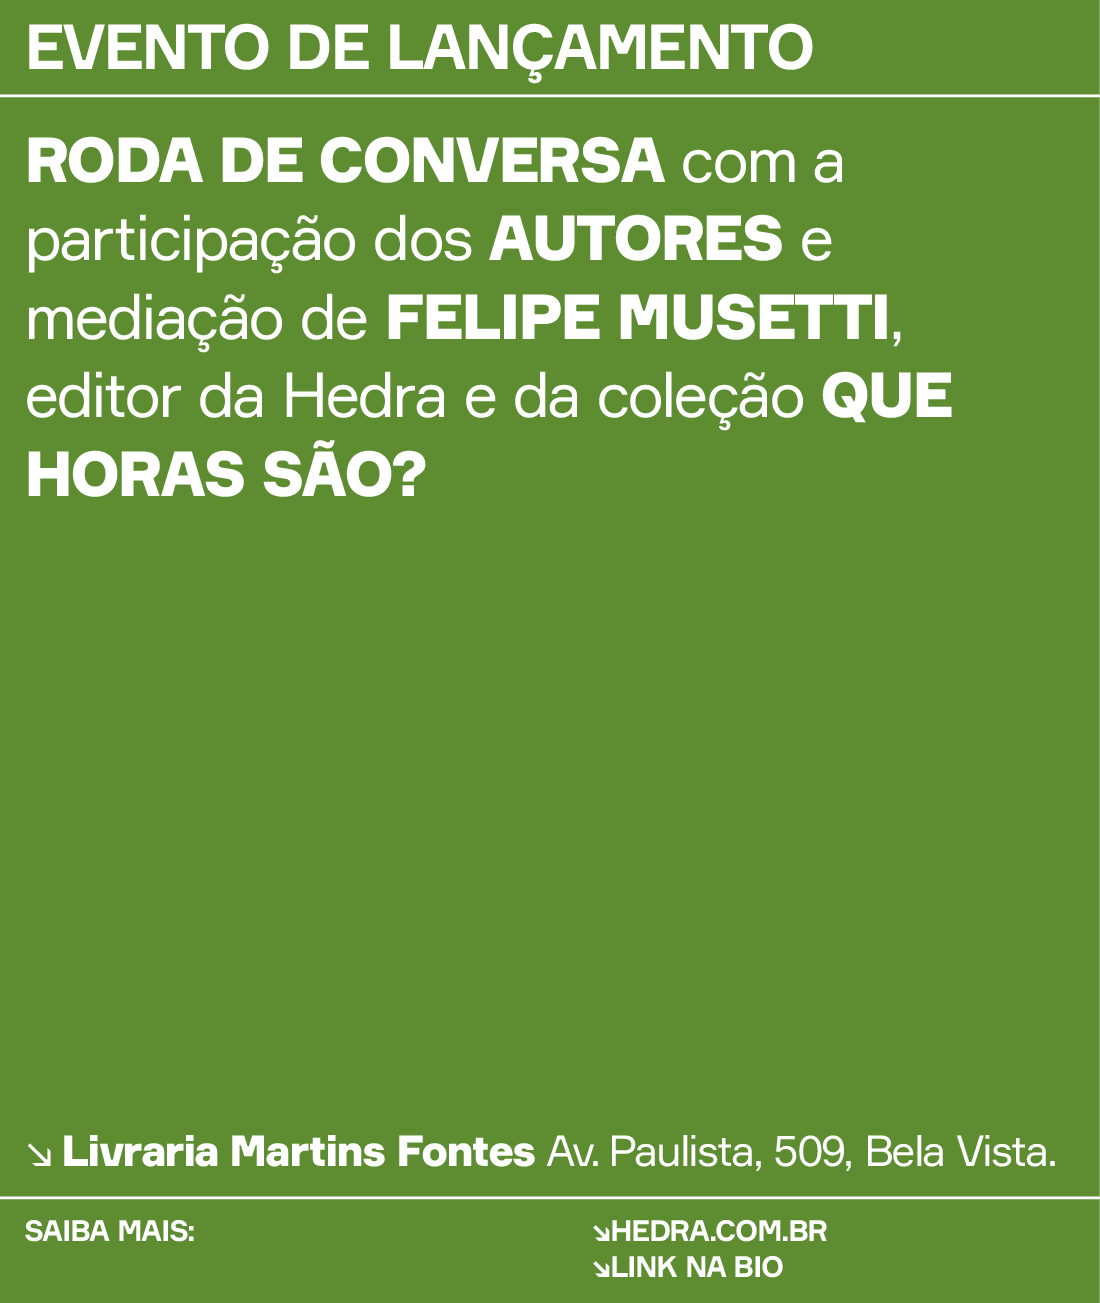 EVENTO DE LANÇAMENTO
RODA DE CONVERSA com a
participação dos AUTORES e
mediação de FELIPE MUSETTI,
editor da Hedra e da coleção QUE
HORAS SÃO?
↘ Livraria Martins Fontes Av. Paulista, 509, Bela Vista.
SAIBA MAIS:
↘HEDRA.COM.BR
↘LINK NA BIO